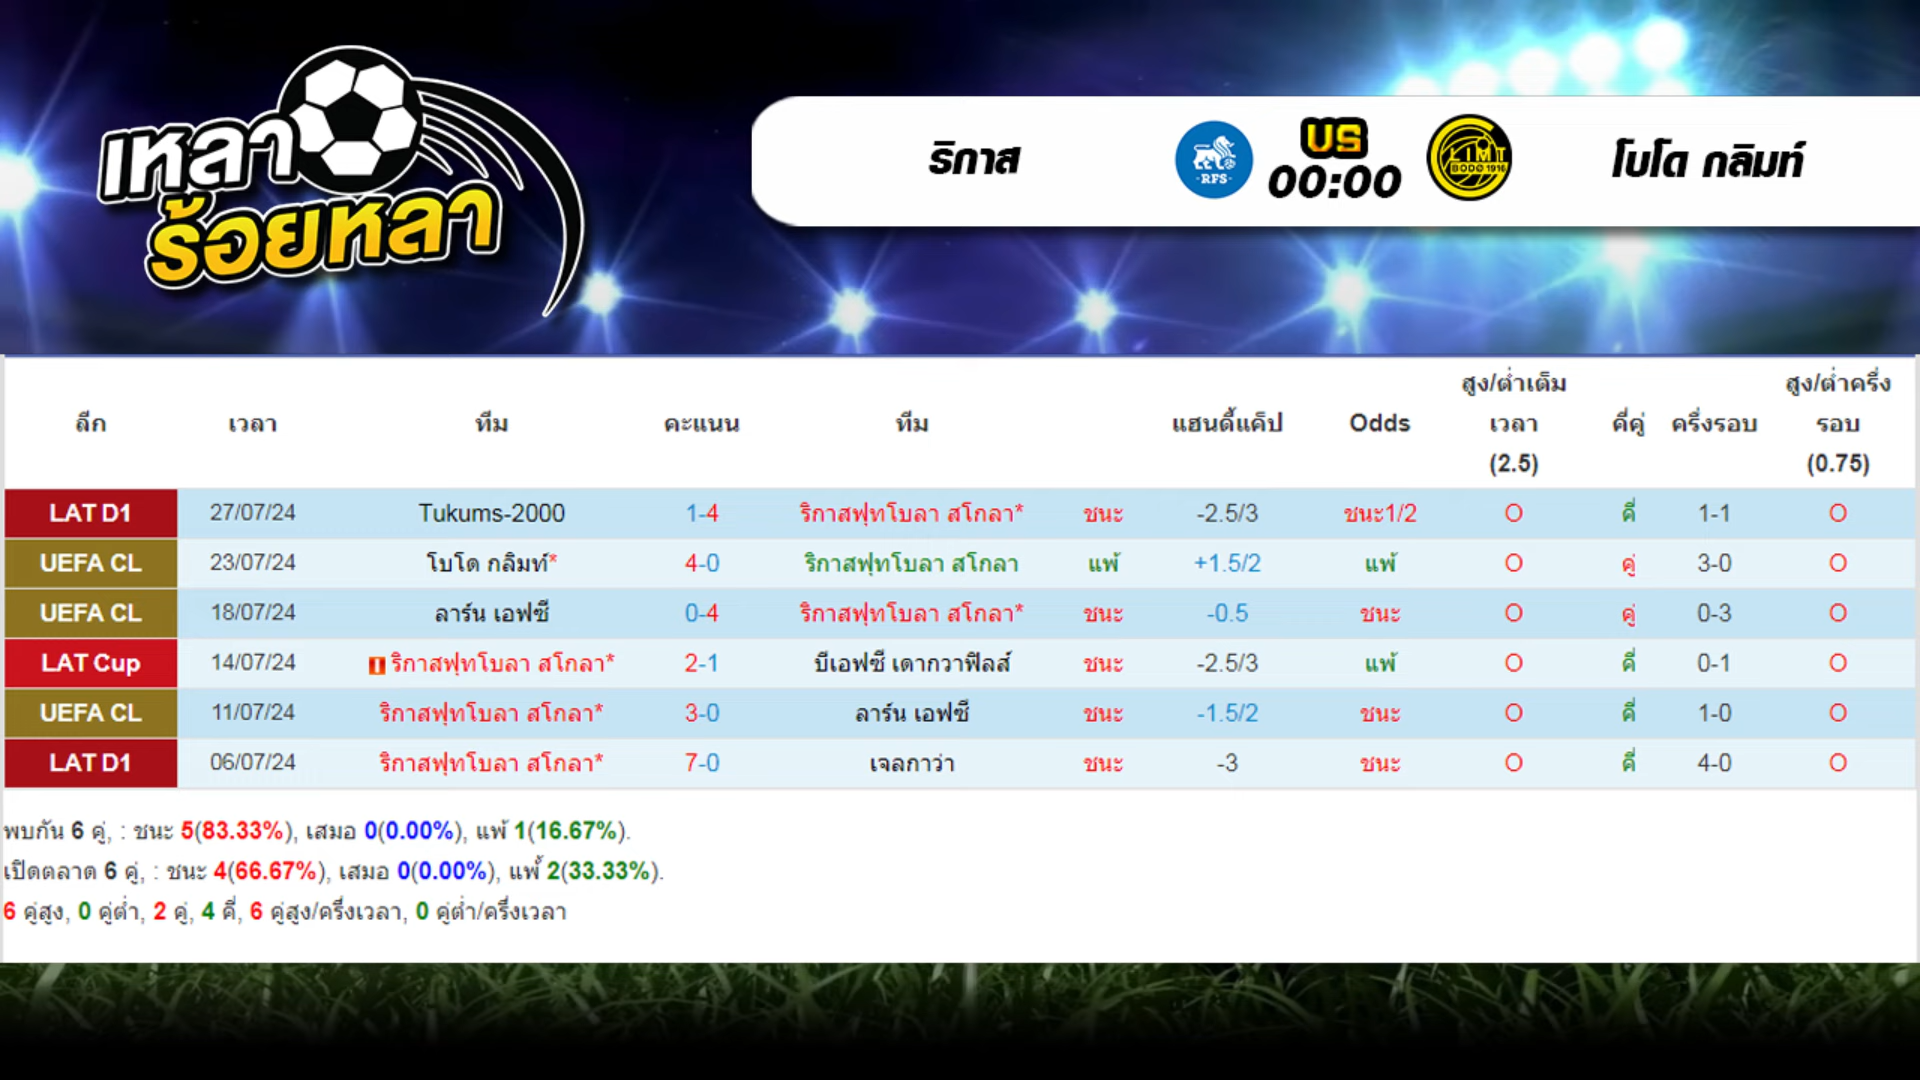 เหลา
ร้อยหลา
ริกาส
RFS
VS
00:00
GLIMT
BODØ 1916
โบโด กลิมท์
ลีก เวลา ทีม คะแนน ทีม แฮนดี้แค็ป Odds สูง/ต่ำเต็มเวลา (2.5) คี่คู่ ครึ่งรอบ สูง/ต่ำครึ่งรอบ (0.75)
LAT D1 27/07/24 Tukums-2000 1-4 ริกาสฟุทโบลา สโกลา* ชนะ -2.5/3 ชนะ1/2 O คี่ 1-1 O
UEFA CL 23/07/24 โบโด กลิมท์* 4-0 ริกาสฟุทโบลา สโกลา แพ้ +1.5/2 แพ้ O คู่ 3-0 O
UEFA CL 18/07/24 ลาร์น เอฟซี 0-4 ริกาสฟุทโบลา สโกลา* ชนะ -0.5 ชนะ O คู่ 0-3 O
LAT Cup 14/07/24 ริกาสฟุทโบลา สโกลา* 2-1 บีเอฟซี เดากวาฟิลส์ ชนะ -2.5/3 แพ้ O คี่ 0-1 O
UEFA CL 11/07/24 ริกาสฟุทโบลา สโกลา* 3-0 ลาร์น เอฟซี ชนะ -1.5/2 ชนะ O คี่ 1-0 O
LAT D1 06/07/24 ริกาสฟุทโบลา สโกลา* 7-0 เจลกาว่า ชนะ -3 ชนะ O คี่ 4-0 O
พบกัน 6 คู่, : ชนะ 5(83.33%), เสมอ 0(0.00%), แพ้ 1(16.67%).
เปิดตลาด 6 คู่, : ชนะ 4(66.67%), เสมอ 0(0.00%), แพ้ 2(33.33%).
6 คู่สูง, 0 คู่ต่ำ, 2 คู่, 4 คี่, 6 คู่สูง/ครึ่งเวลา, 0 คู่ต่ำ/ครึ่งเวลา